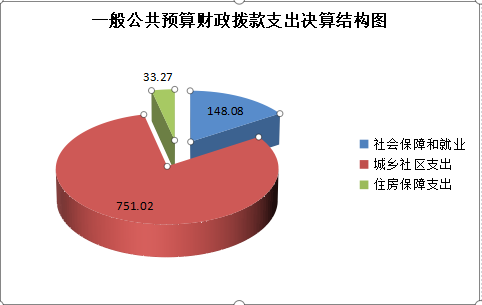 一般公共预算财政拨款支出决算结构图
33.27
148.08
751.02
社会保障和就业
城乡社区支出
住房保障支出